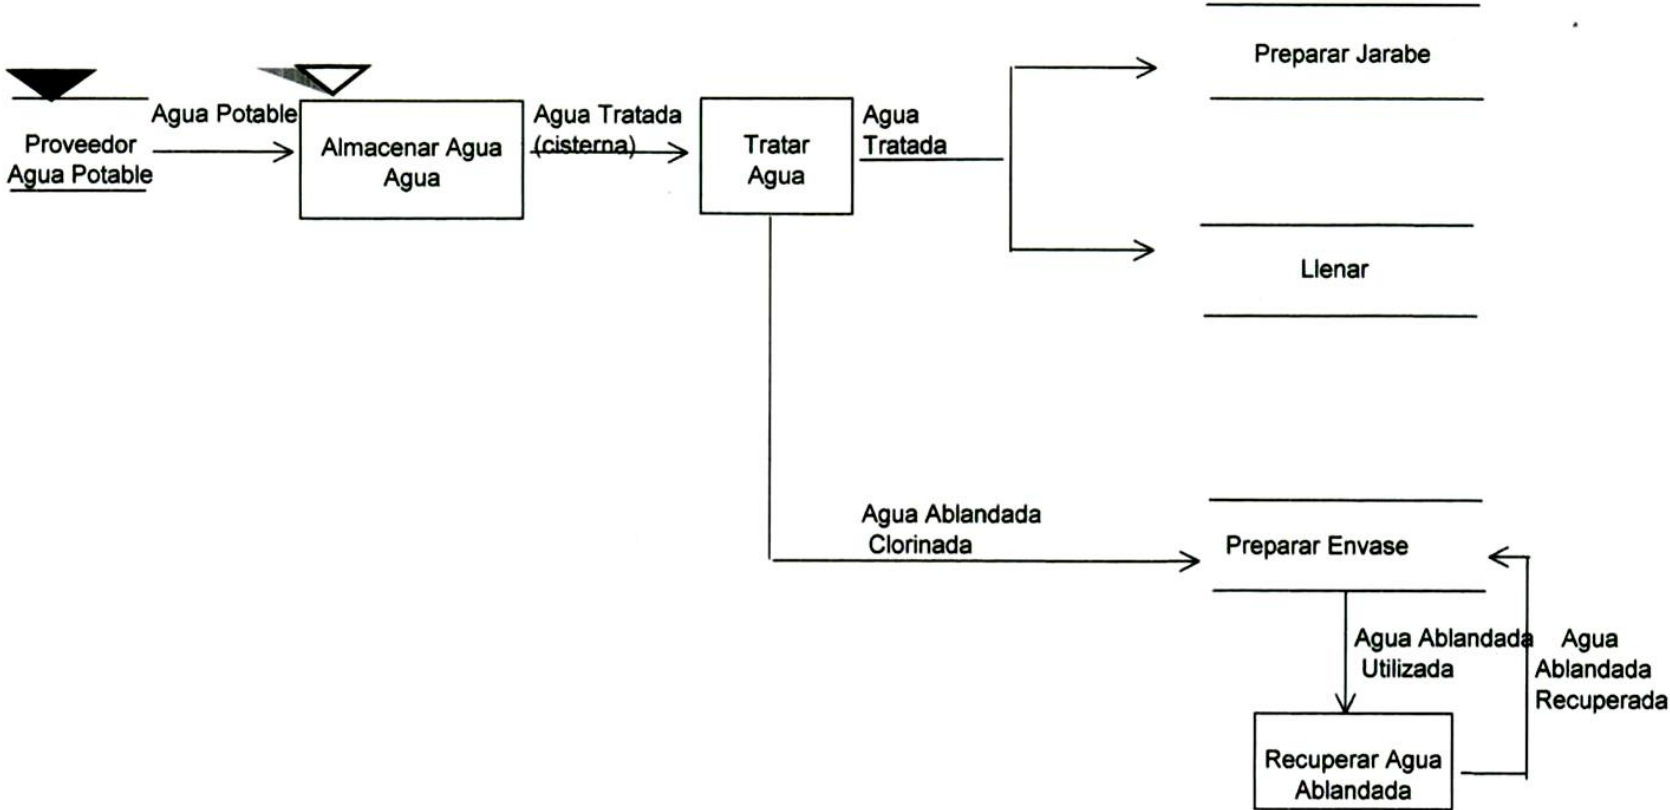 Preparar Jarabe
Agua Potable
Proveedor
Agua Potable
Almacenar Agua
Agua
Agua Tratada
(cisterna)
Tratar
Agua
Agua
Tratada
Llenar
Agua Ablandada
Clorinada
Preparar Envase
Agua Ablandada
Utilizada
Agua
Ablandada
Recuperada
Recuperar Agua
Ablandada